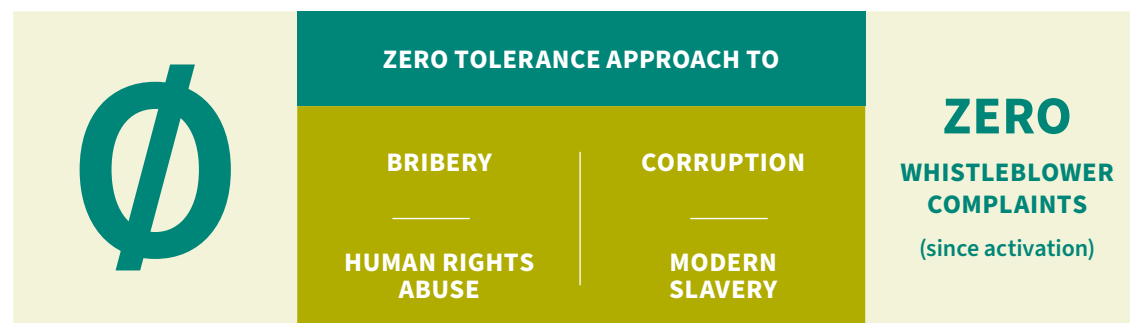 Ø
ZERO TOLERANCE APPROACH TO
BRIBERY
CORRUPTION
HUMAN RIGHTS
ABUSE
MODERN
SLAVERY
ZERO
WHISTLEBLOWER
COMPLAINTS
(since activation)